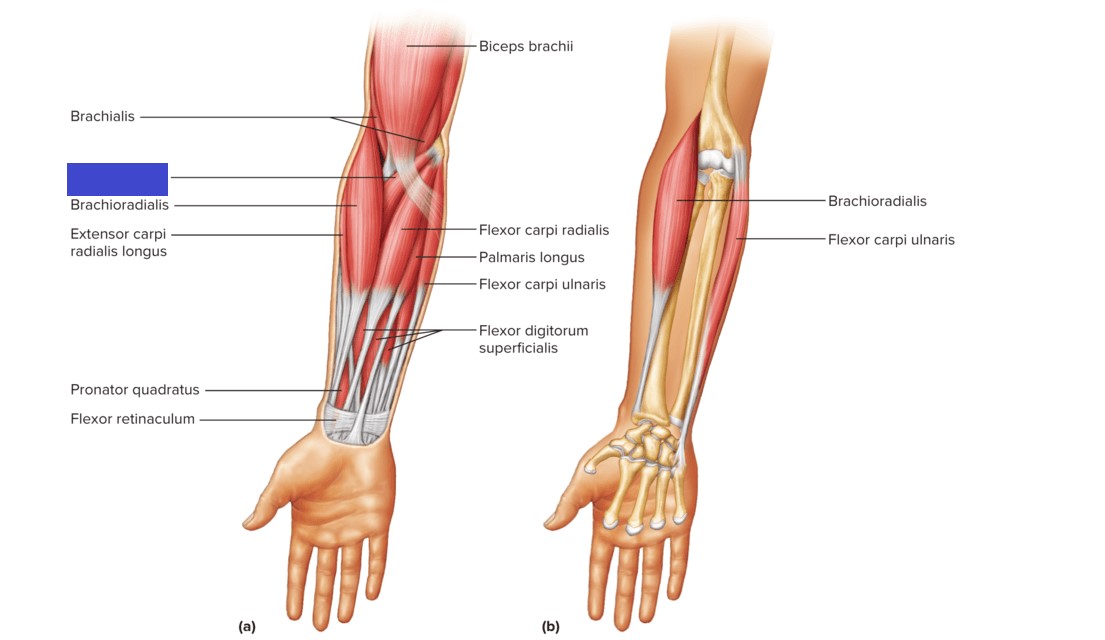 Biceps brachii
Brachialis
Brachioradialis
Extensor carpi
radialis longus
Flexor carpi radialis
Palmaris longus
Flexor carpi ulnaris
Flexor digitorum
superficialis
Pronator quadratus
Flexor retinaculum
(a)
Brachioradialis
Flexor carpi ulnaris
(b)